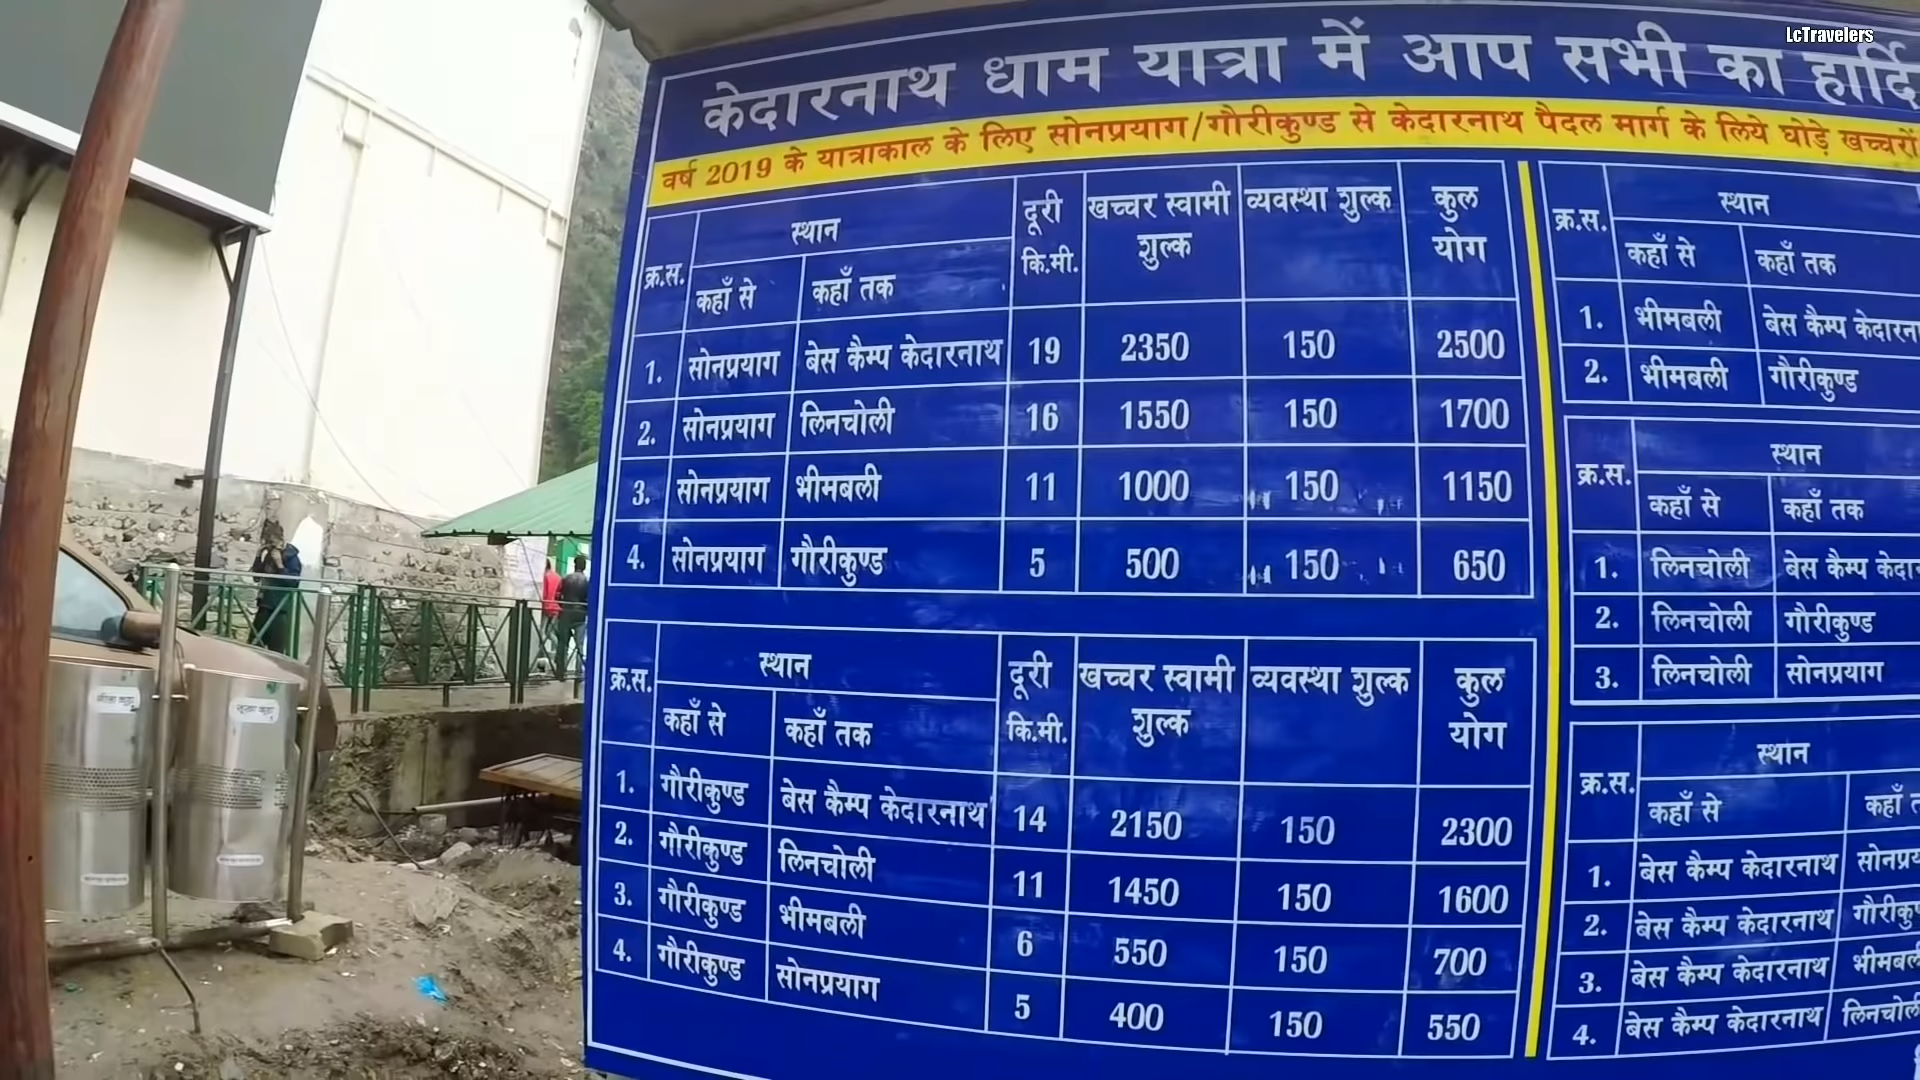 LcTravelers
केदारनाथ धाम यात्रा में आप सभी का
वर्ष 2019 के यात्राकाल के लिए सोनप्रयाग/गौरीकुण्ड से केदारनाथ पैदल मार्ग के लिये घोड़े खच्चरों
क्र.स. स्थान दूरी कि.मी. खच्चर स्वामी शुल्क व्यवस्था शुल्क कुल योग
कहाँ से कहाँ तक
1. सोनप्रयाग बेस कैम्प केदारनाथ 19 2350 150 2500
2. सोनप्रयाग लिनचोली 16 1550 150 1700
3. सोनप्रयाग भीमबली 11 1000 150 1150
4. सोनप्रयाग गौरीकुण्ड 5 500 150 650
क्र.स. स्थान दूरी कि.मी. खच्चर स्वामी शुल्क व्यवस्था शुल्क कुल योग
कहाँ से कहाँ तक
1. गौरीकुण्ड बेस कैम्प केदारनाथ 14 2150 150 2300
2. गौरीकुण्ड लिनचोली 11 1450 150 1600
3. गौरीकुण्ड भीमबली 6 550 150 700
4. गौरीकुण्ड सोनप्रयाग 5 400 150 550
क्र.स. स्थान
कहाँ से कहाँ तक
1. भीमबली बेस कैम्प
2. भीमबली गौरीकुण्ड
क्र.स. स्थान
कहाँ से कहाँ तक
1. लिनचोली बेस कैम्प
2. लिनचोली गौरीकुण्ड
3. लिनचोली सोनप्रयाग
क्र.स. स्थान
कहाँ से कहाँ
1. बेस कैम्प केदारनाथ
2. बेस कैम्प केदारनाथ
3. बेस कैम्प केदारनाथ
4. बेस कैम्प केदारनाथ